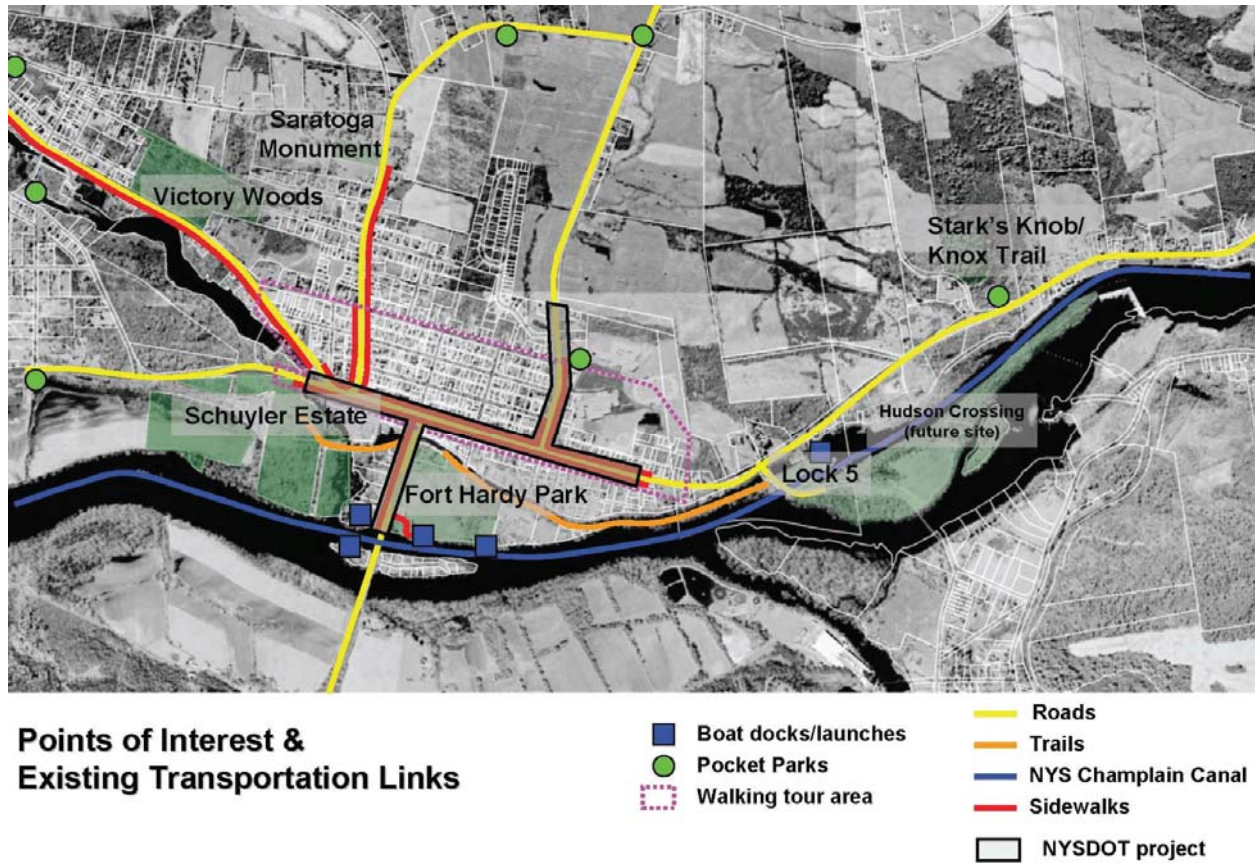 Saratoga
Monument
Victory Woods
Stark's Knob/
Knox Trail
Schuyler Estate
Hudson Crossing
(future site)
Lock 5
Fort Hardy Park
Points of Interest &
Existing Transportation Links
Boat docks/launches
Pocket Parks
Walking tour area
Roads
Trails
NYS Champlain Canal
Sidewalks
NYSDOT project